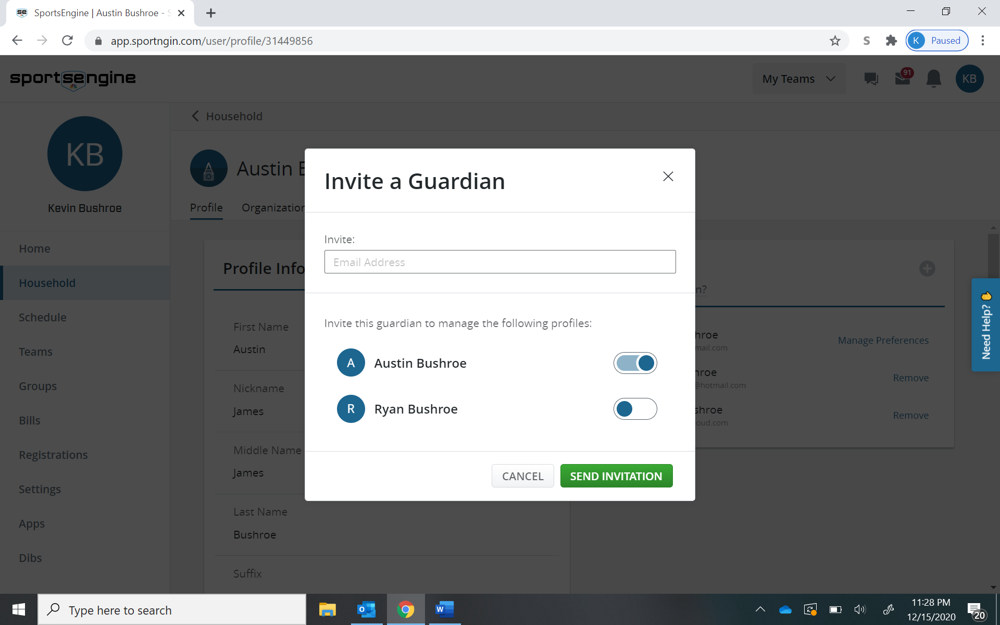 SportsEngine | Austin Bushroe - S
app.sportngin.com/user/profile/31449856
S
K
Paused
sportsengine
My Teams
91
KB
KB
Kevin Bushroe
Home
Household
Schedule
Teams
Groups
Bills
Registrations
Settings
Apps
Dibs
Household
A
Austin B
Profile
Organization
Profile Info
First Name
Austin
Nickname
James
Middle Name
James
Last Name
Bushroe
Suffix
Invite a Guardian
Invite:
Email Address
Invite this guardian to manage the following profiles:
A
Austin Bushroe
R
Ryan Bushroe
CANCEL
SEND INVITATION
n?
hroe
mail.com
Manage Preferences
hroe
@hotmail.com
Remove
shroe
oud.com
Remove
Need Help?
Type here to search
11:28 PM
12/15/2020
20